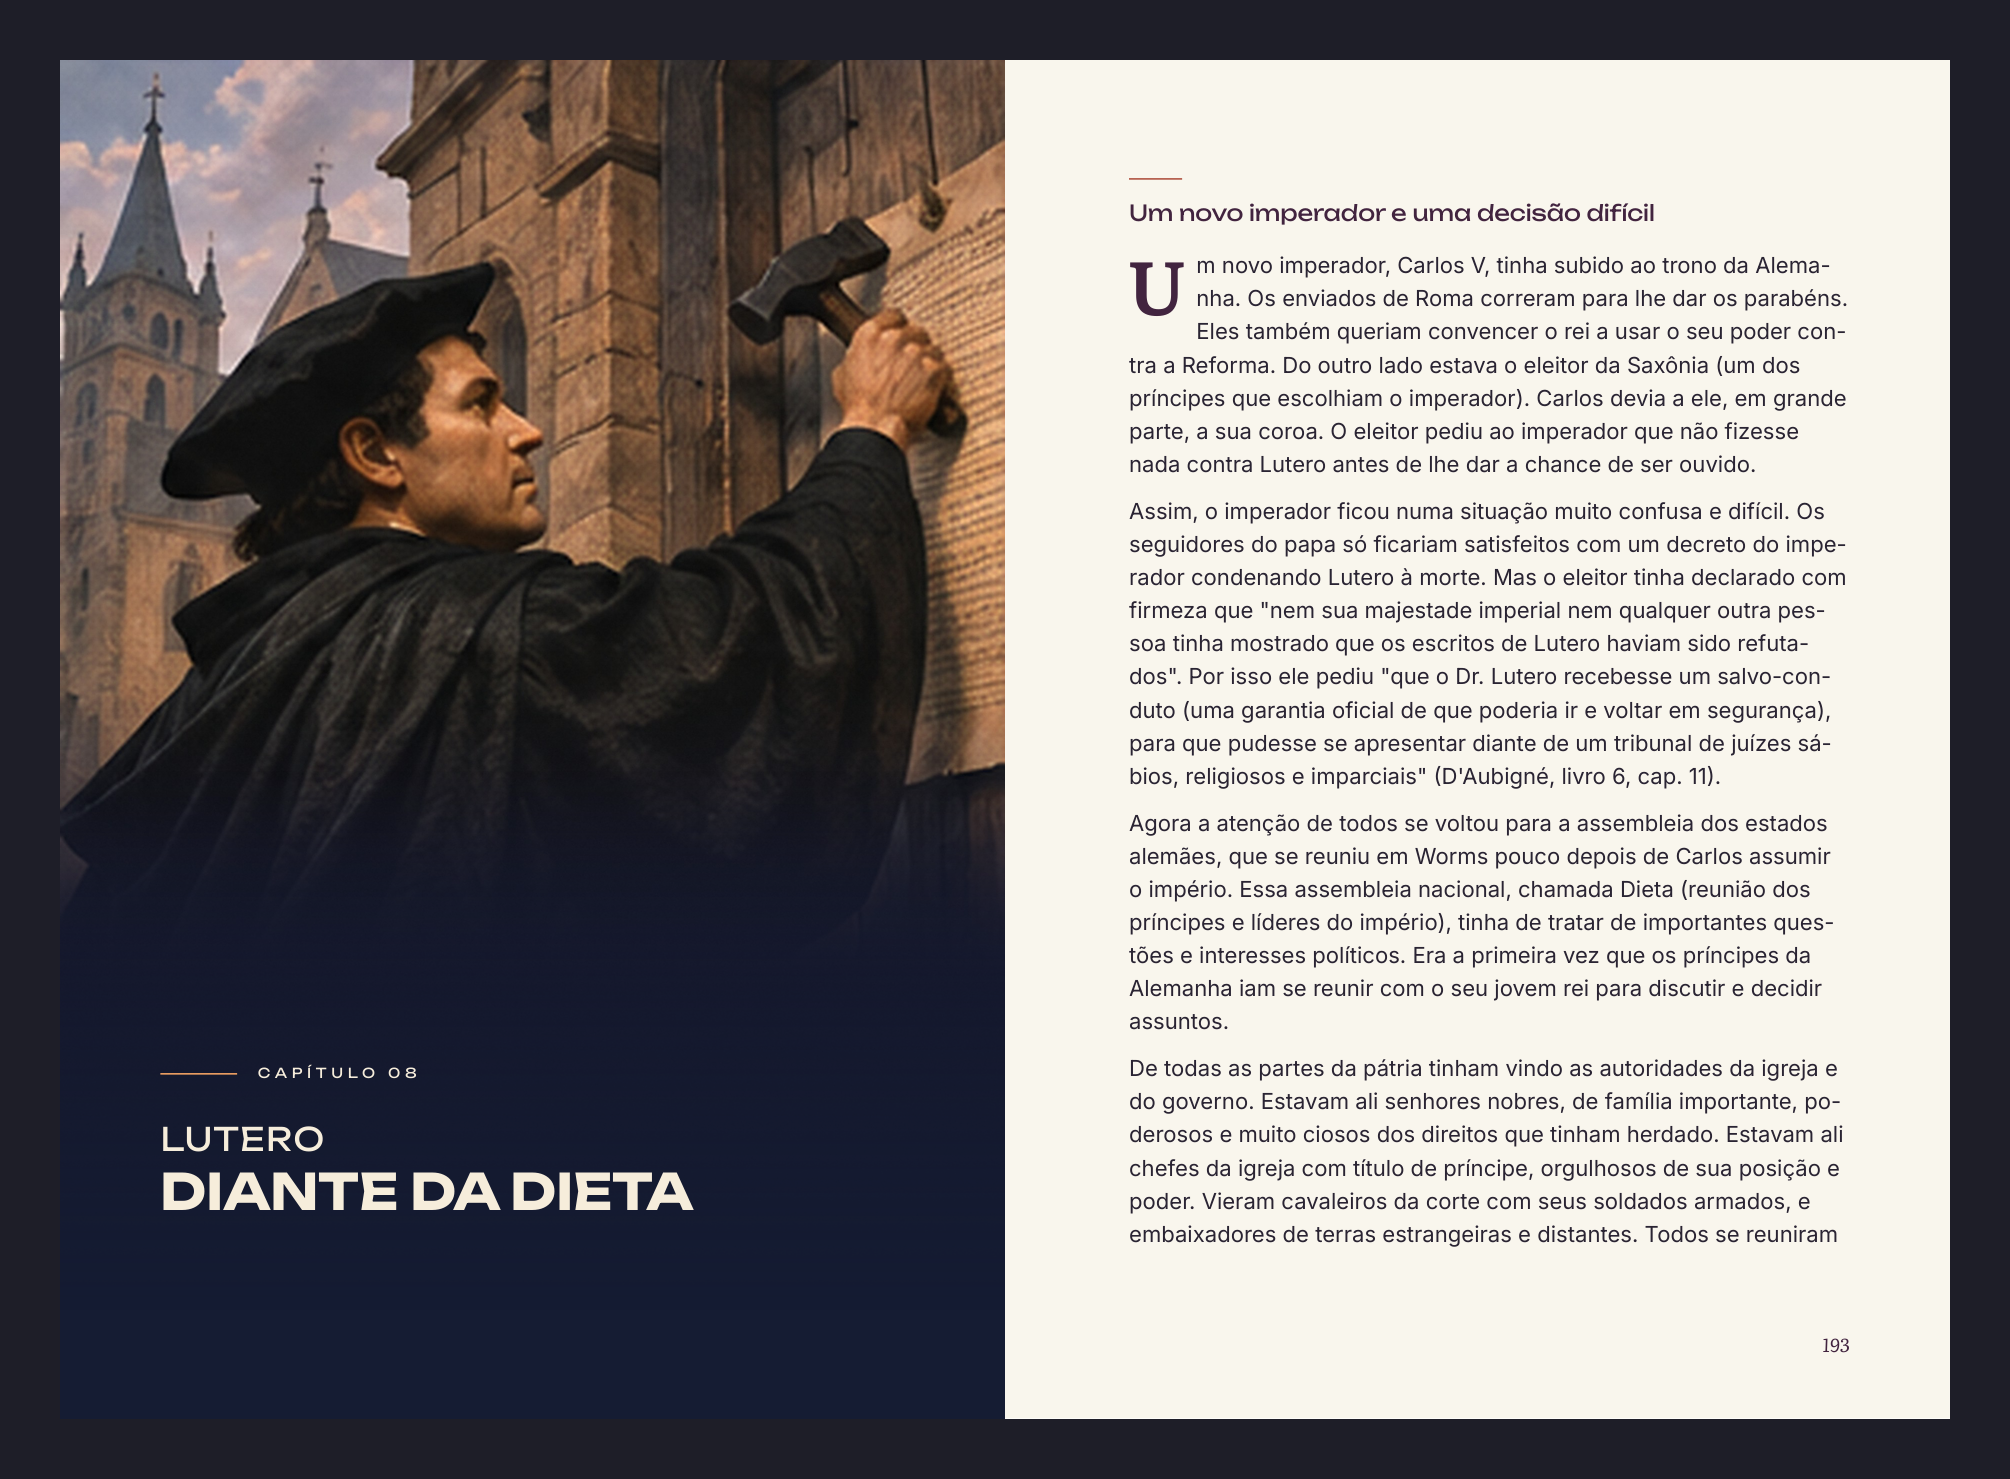 CAPÍTULO 08
LUTERO
DIANTE DA DIETA
Um novo imperador e uma decisão difícil
Um novo imperador, Carlos V, tinha subido ao trono da Alema-
nha. Os enviados de Roma correram para lhe dar os parabéns.
Eles também queriam convencer o rei a usar o seu poder con-
tra a Reforma. Do outro lado estava o eleitor da Saxônia (um dos
príncipes que escolhiam o imperador). Carlos devia a ele, em grande
parte, a sua coroa. O eleitor pediu ao imperador que não fizesse
nada contra Lutero antes de lhe dar a chance de ser ouvido.
Assim, o imperador ficou numa situação muito confusa e difícil. Os
seguidores do papa só ficariam satisfeitos com um decreto do impe-
rador condenando Lutero à morte. Mas o eleitor tinha declarado com
firmeza que "nem sua majestade imperial nem qualquer outra pes-
soa tinha mostrado que os escritos de Lutero haviam sido refuta-
dos". Por isso ele pediu "que o Dr. Lutero recebesse um salvo-con-
duto (uma garantia oficial de que poderia ir e voltar em segurança),
para que pudesse se apresentar diante de um tribunal de juízes sá-
bios, religiosos e imparciais" (D'Aubigné, livro 6, cap. 11).
Agora a atenção de todos se voltou para a assembleia dos estados
alemães, que se reuniu em Worms pouco depois de Carlos assumir
o império. Essa assembleia nacional, chamada Dieta (reunião dos
príncipes e líderes do império), tinha de tratar de importantes ques-
tões e interesses políticos. Era a primeira vez que os príncipes da
Alemanha iam se reunir com o seu jovem rei para discutir e decidir
assuntos.
De todas as partes da pátria tinham vindo as autoridades da igreja e
do governo. Estavam ali senhores nobres, de família importante, po-
derosos e muito ciosos dos direitos que tinham herdado. Estavam ali
chefes da igreja com título de príncipe, orgulhosos de sua posição e
poder. Vieram cavaleiros da corte com seus soldados armados, e
embaixadores de terras estrangeiras e distantes. Todos se reuniram
193